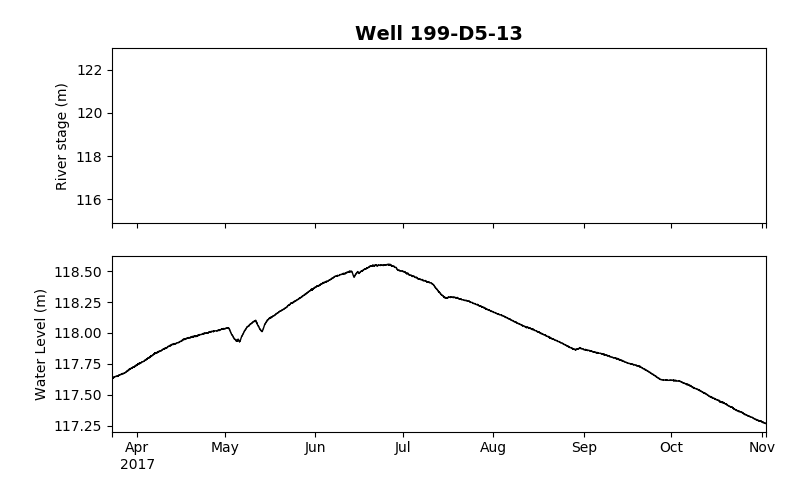 Well 199-D5-13
River stage (m)
122
120
118
116
Water Level (m)
118.50
118.25
118.00
117.75
117.50
117.25
Apr May Jun Jul Aug Sep Oct Nov
2017